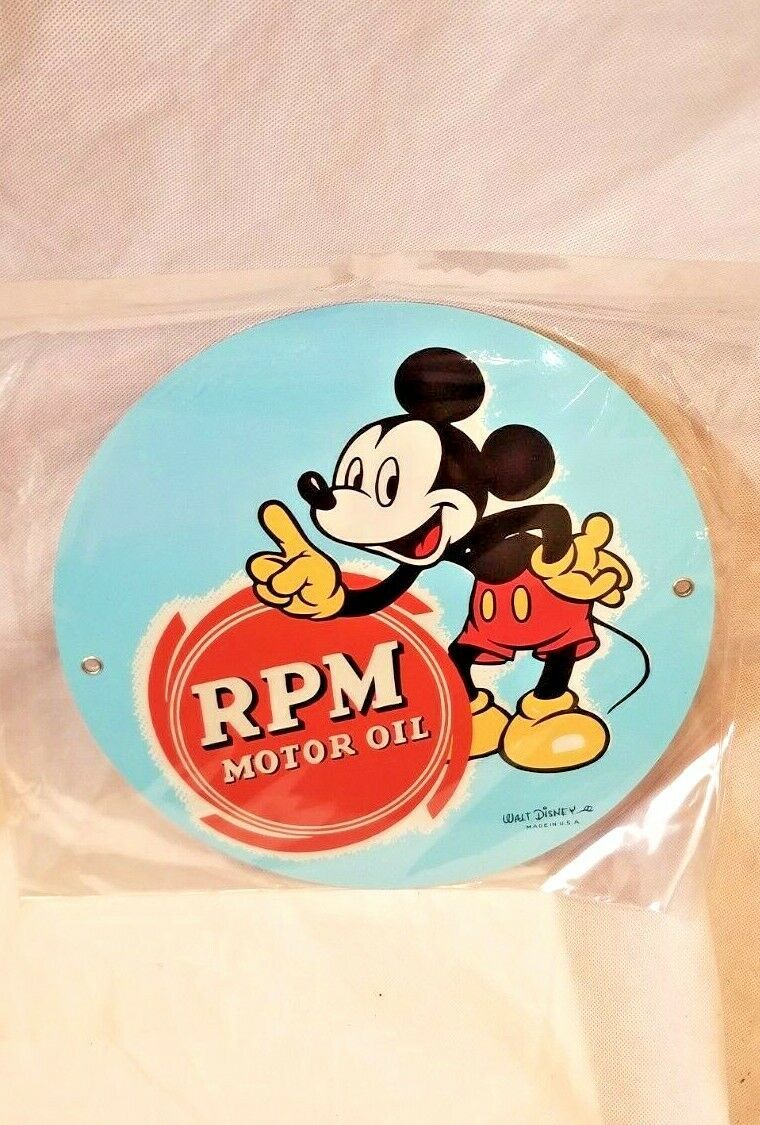 RPM
MOTOR OIL
WALT DISNEY
MADE IN U.S.A